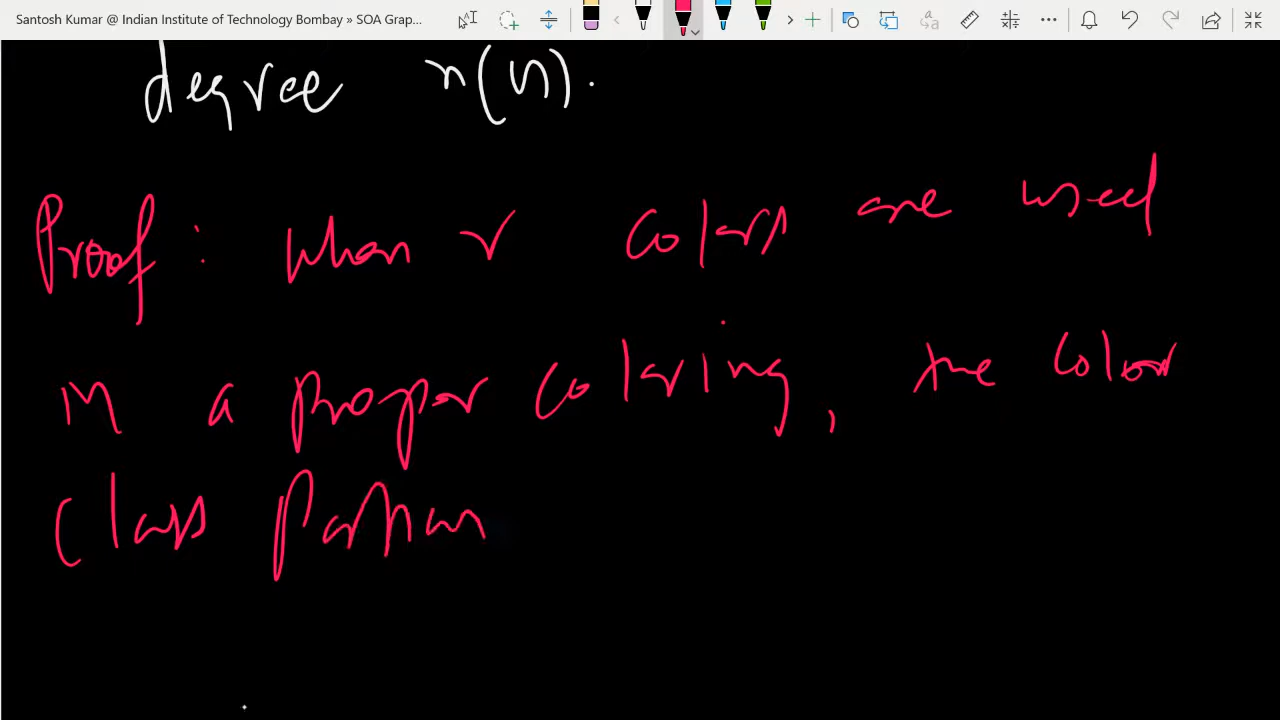 Santosh Kumar @ Indian Institute of Technology Bombay » SOA Grap...
degree n(G).
Proof: When r colors are used
in a proper coloring, the color
Class Partition